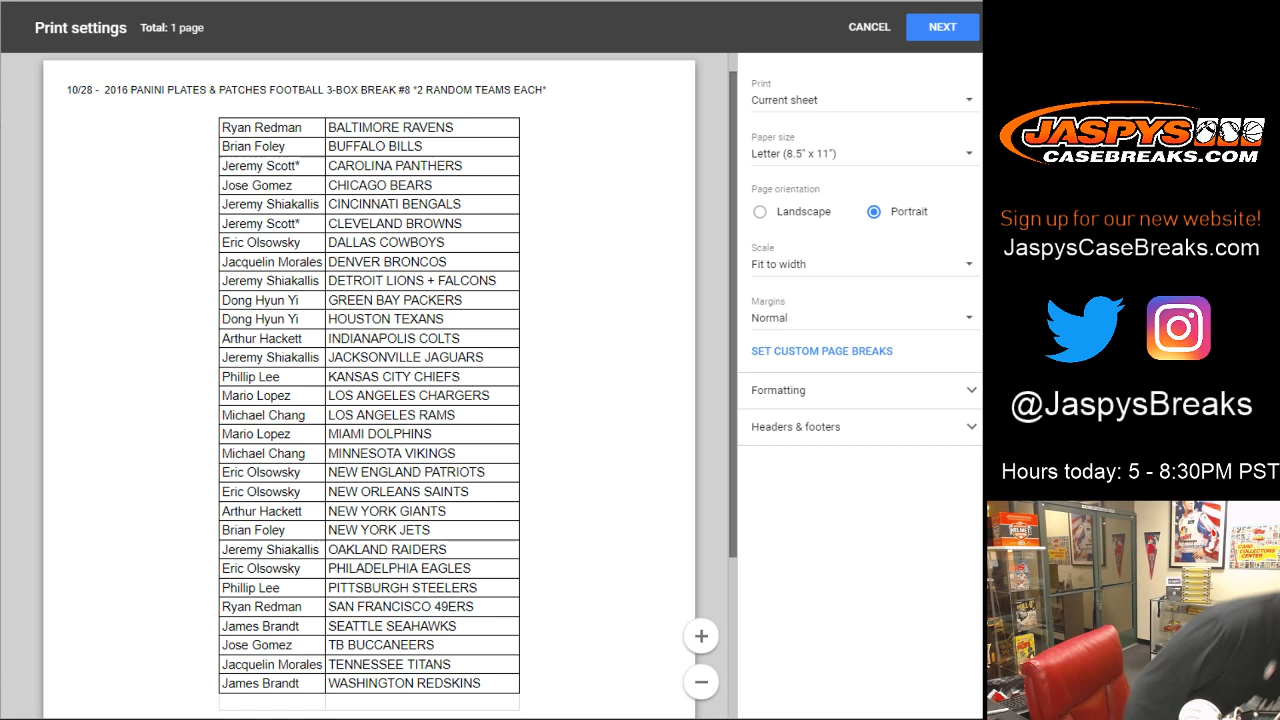 Print settings Total: 1 page CANCEL NEXT
10/28 - 2016 PANINI PLATES & PATCHES FOOTBALL 3-BOX BREAK #8 *2 RANDOM TEAMS EACH*
Ryan Redman BALTIMORE RAVENS
Brian Foley BUFFALO BILLS
Jeremy Scott* CAROLINA PANTHERS
Jose Gomez CHICAGO BEARS
Jeremy Shiakallis CINCINNATI BENGALS
Jeremy Scott* CLEVELAND BROWNS
Eric Olsowsky DALLAS COWBOYS
Jacquelin Morales DENVER BRONCOS
Jeremy Shiakallis DETROIT LIONS + FALCONS
Dong Hyun Yi GREEN BAY PACKERS
Dong Hyun Yi HOUSTON TEXANS
Arthur Hackett INDIANAPOLIS COLTS
Jeremy Shiakallis JACKSONVILLE JAGUARS
Phillip Lee KANSAS CITY CHIEFS
Mario Lopez LOS ANGELES CHARGERS
Michael Chang LOS ANGELES RAMS
Mario Lopez MIAMI DOLPHINS
Michael Chang MINNESOTA VIKINGS
Eric Olsowsky NEW ENGLAND PATRIOTS
Eric Olsowsky NEW ORLEANS SAINTS
Arthur Hackett NEW YORK GIANTS
Brian Foley NEW YORK JETS
Jeremy Shiakallis OAKLAND RAIDERS
Eric Olsowsky PHILADELPHIA EAGLES
Phillip Lee PITTSBURGH STEELERS
Ryan Redman SAN FRANCISCO 49ERS
James Brandt SEATTLE SEAHAWKS
Jose Gomez TB BUCCANEERS
Jacquelin Morales TENNESSEE TITANS
James Brandt WASHINGTON REDSKINS
Print
Current sheet
Paper size
Letter (8.5" x 11")
Page orientation
Landscape Portrait
Scale
Fit to width
Margins
Normal
SET CUSTOM PAGE BREAKS
Formatting
Headers & footers
JASPYS
CASEBREAKS.COM
Sign up for our new website!
JaspysCaseBreaks.com
@JaspysBreaks
Hours today: 5 - 8:30PM PST
HELMET
CARD
COLLECTORS
CENTER